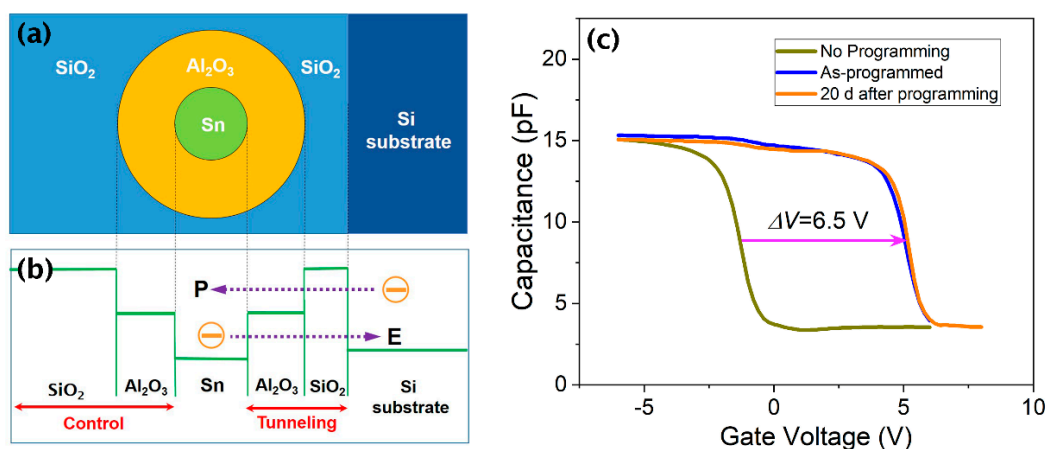 (a)
SiO₂
Al₂O₃
SiO₂
Sn
Si
substrate
(b)
P
E
SiO₂
Al₂O₃
Sn
Al₂O₃
SiO₂
Si
substrate
Control
Tunneling
(c)
No Programming
As-programmed
20 d after programming
ΔV=6.5 V
Capacitance (pF)
20
15
10
5
0
-5
0
5
10
Gate Voltage (V)